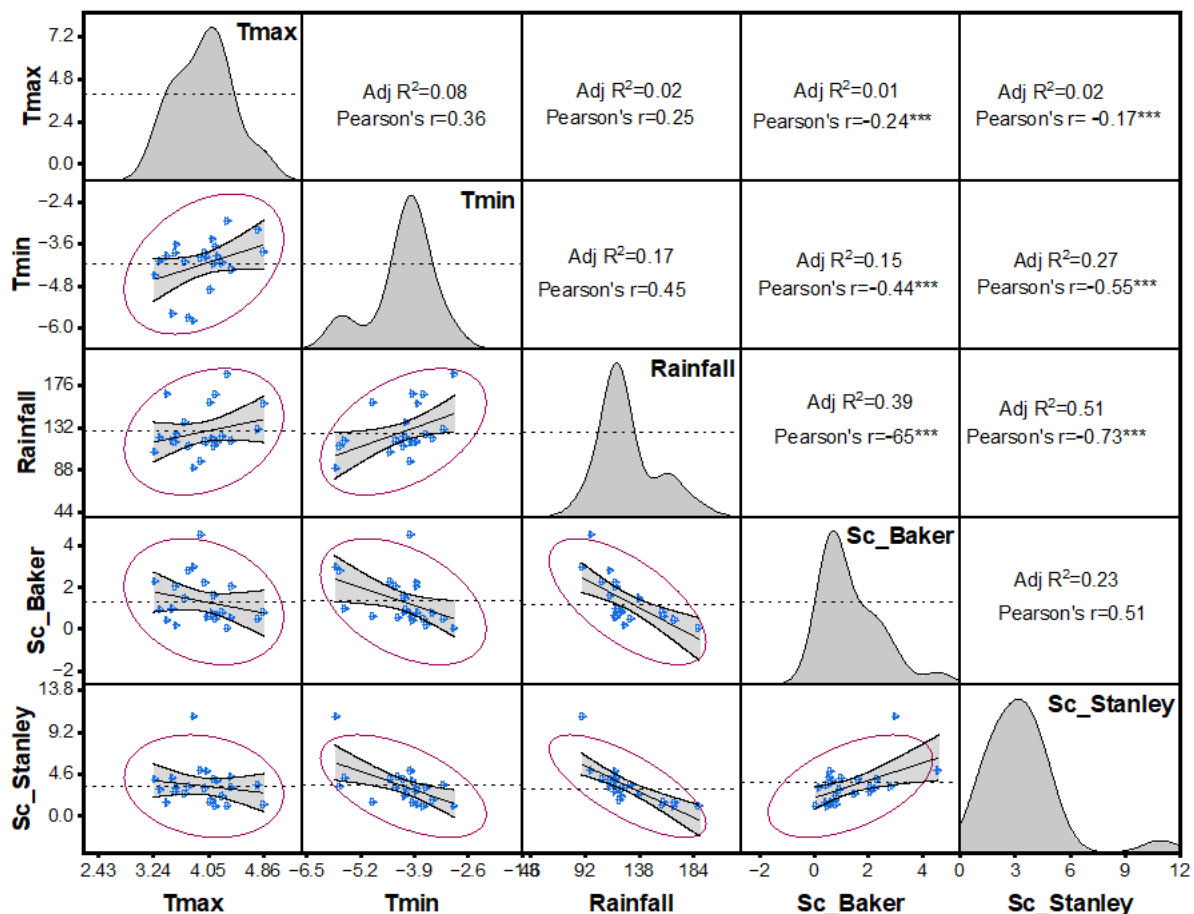 Tmax
7.2
4.8
2.4
0.0
Tmax
Adj R²=0.08
Pearson's r=0.36
Adj R²=0.02
Pearson's r=0.25
Adj R²=0.01
Pearson's r=-0.24***
Adj R²=0.02
Pearson's r= -0.17***
Tmin
-2.4
-3.6
-4.8
-6.0
Tmin
Adj R²=0.17
Pearson's r=0.45
Adj R²=0.15
Pearson's r=-0.44***
Adj R²=0.27
Pearson's r=-0.55***
Rainfall
176
132
88
44
Rainfall
Adj R²=0.39
Pearson's r=-65***
Adj R²=0.51
Pearson's r=-0.73***
Sc_Baker
4
2
0
-2
Sc_Baker
Adj R²=0.23
Pearson's r=0.51
Sc_Stanley
13.8
9.2
4.6
0.0
Sc_Stanley
2.43 3.24 4.05 4.86 -6.5 -5.2 -3.9 -2.6 92 138 184 -2 0 2 4 0 3 6 9 12
Tmax Tmin Rainfall Sc_Baker Sc_Stanley